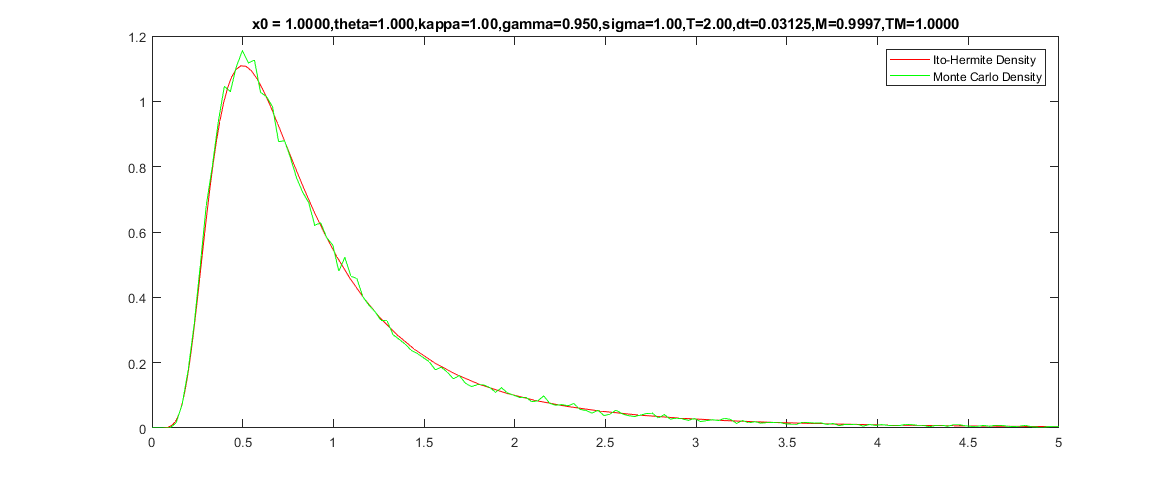 x0 = 1.0000,theta=1.000,kappa=1.00,gamma=0.950,sigma=1.00,T=2.00,dt=0.03125,M=0.9997,TM=1.0000
Ito-Hermite Density
Monte Carlo Density
1.2
1
0.8
0.6
0.4
0.2
0
0 0.5 1 1.5 2 2.5 3 3.5 4 4.5 5